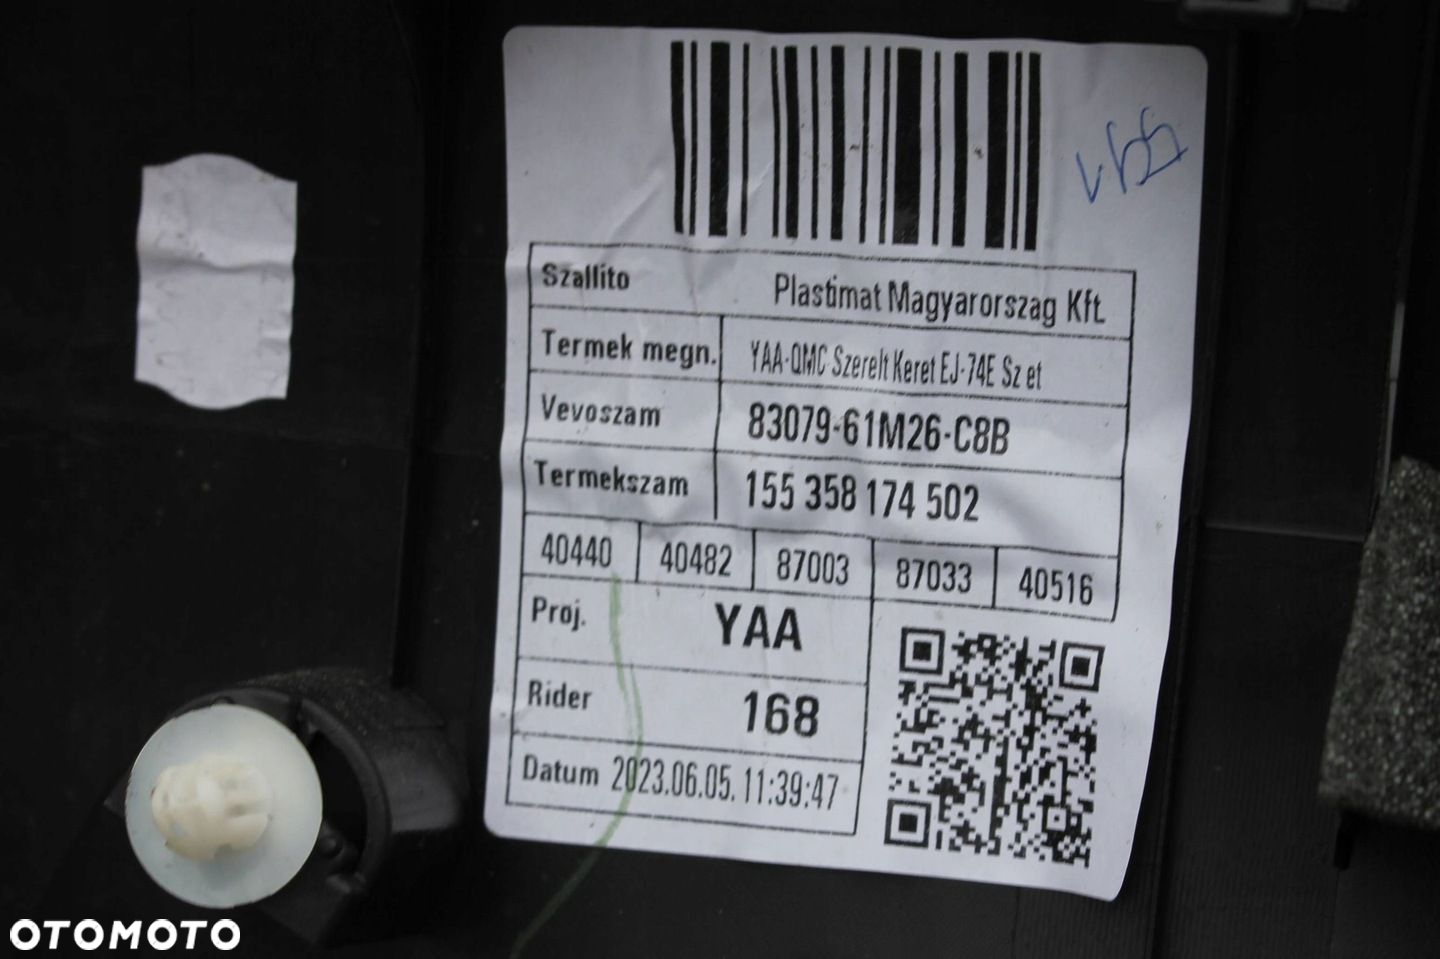 Szallito Plastimat Magyarorszag Kft.
Termek megn. YAA-QMC Szerelt Keret EJ-74E Sz et
Vevoszam 83079-61M26-C8B
Termekszam 155 358 174 502
40440 40482 87003 87033 40516
Proj. YAA
Rider 168
Datum 2023.06.05. 11:39:47
OTOMOTO